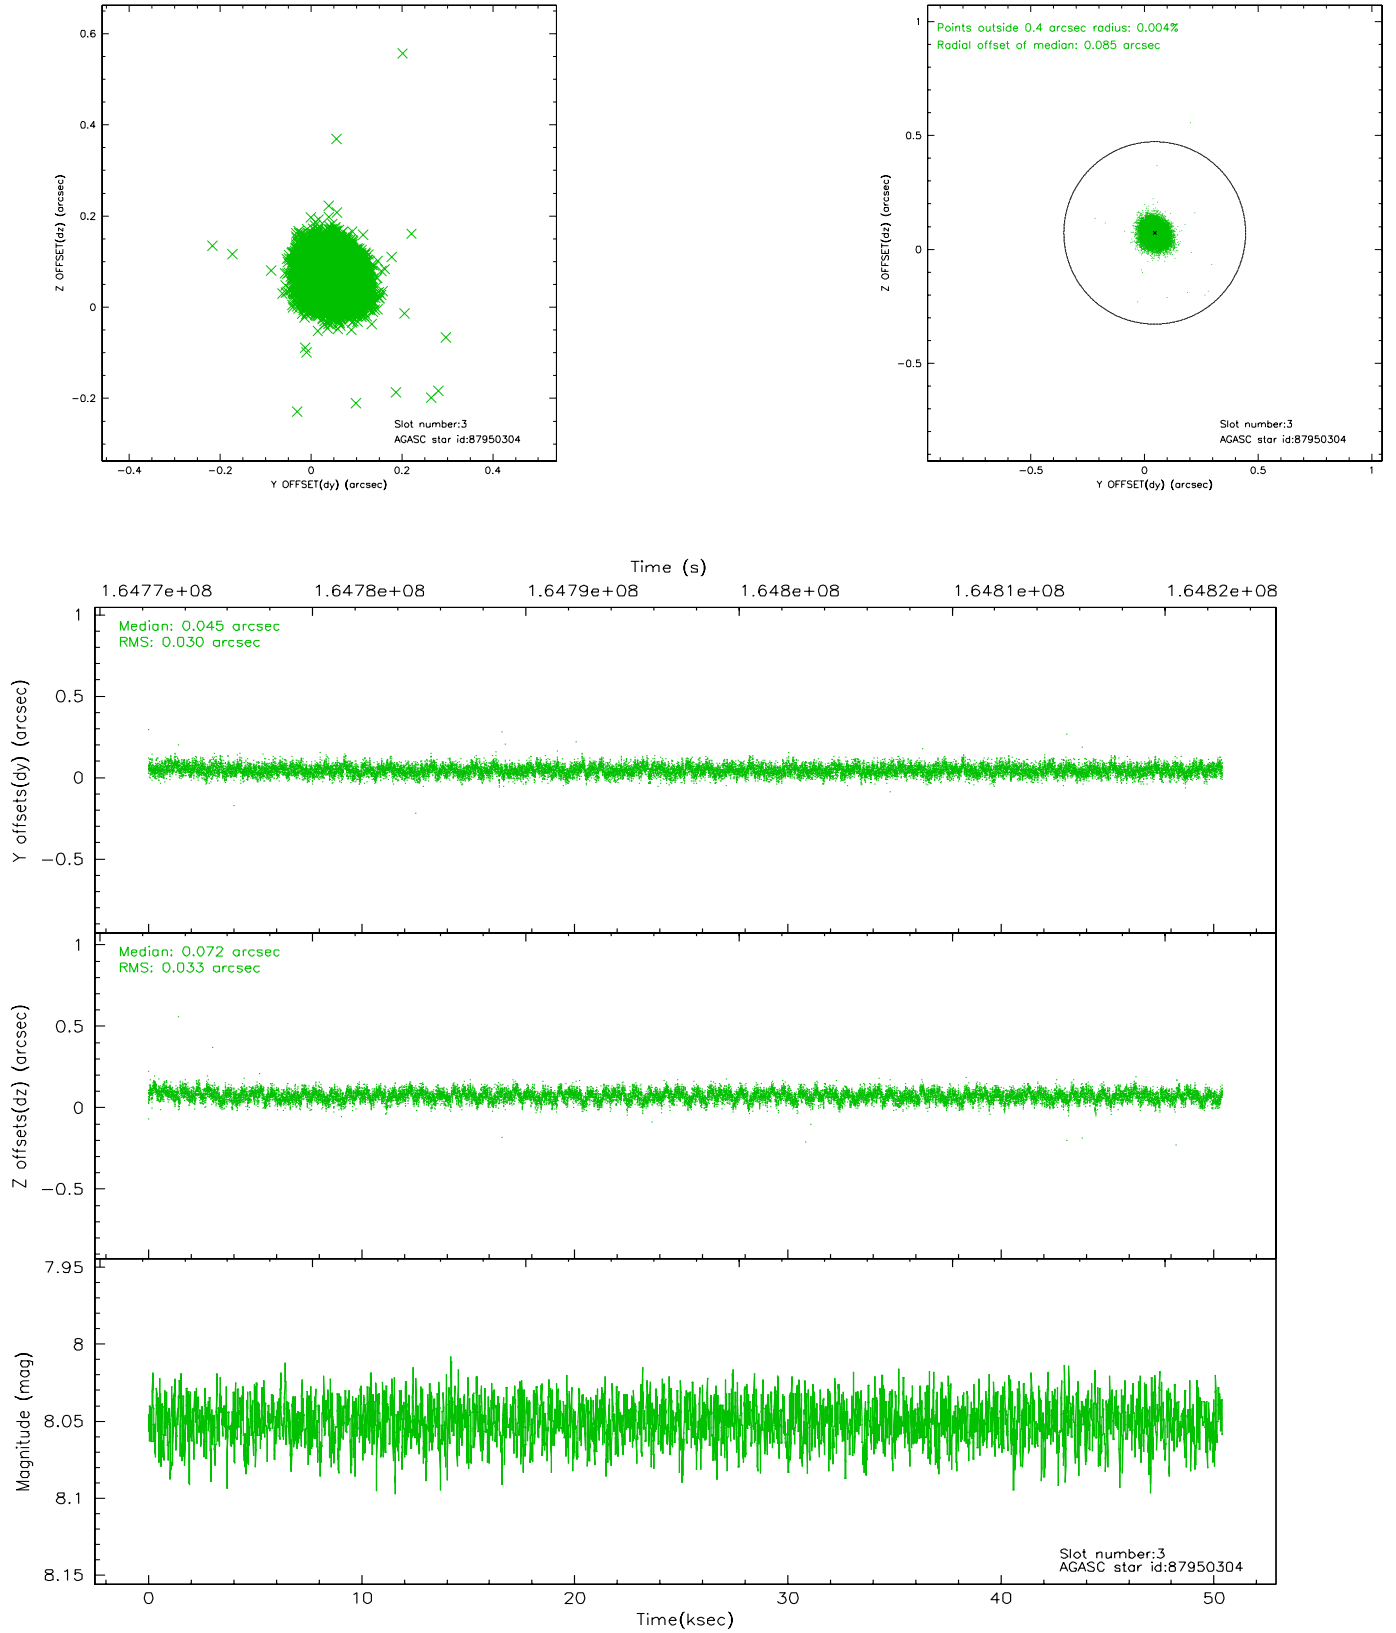 0.6
0.4
0.2
0
−0.2
Z OFFSET(dz) (arcsec)
Slot number:3
AGASC star id:87950304
−0.4
−0.2
0
0.2
0.4
Y OFFSET(dy) (arcsec)
Points outside 0.4 arcsec radius: 0.004%
Radial offset of median: 0.085 arcsec
1
0.5
0
−0.5
Z OFFSET(dz) (arcsec)
Slot number:3
AGASC star id:87950304
−0.5
0
0.5
1
Y OFFSET(dy) (arcsec)
Time (s)
1.6477e+08
1.6478e+08
1.6479e+08
1.648e+08
1.6481e+08
1.6482e+08
Median: 0.045 arcsec
RMS: 0.030 arcsec
1
0.5
0
−0.5
Y offsets(dy) (arcsec)
Median: 0.072 arcsec
RMS: 0.033 arcsec
1
0.5
0
−0.5
Z offsets(dz) (arcsec)
7.95
8
8.05
8.1
8.15
Magnitude (mag)
Slot number:3
AGASC star id:87950304
0
10
20
30
40
50
Time(ksec)